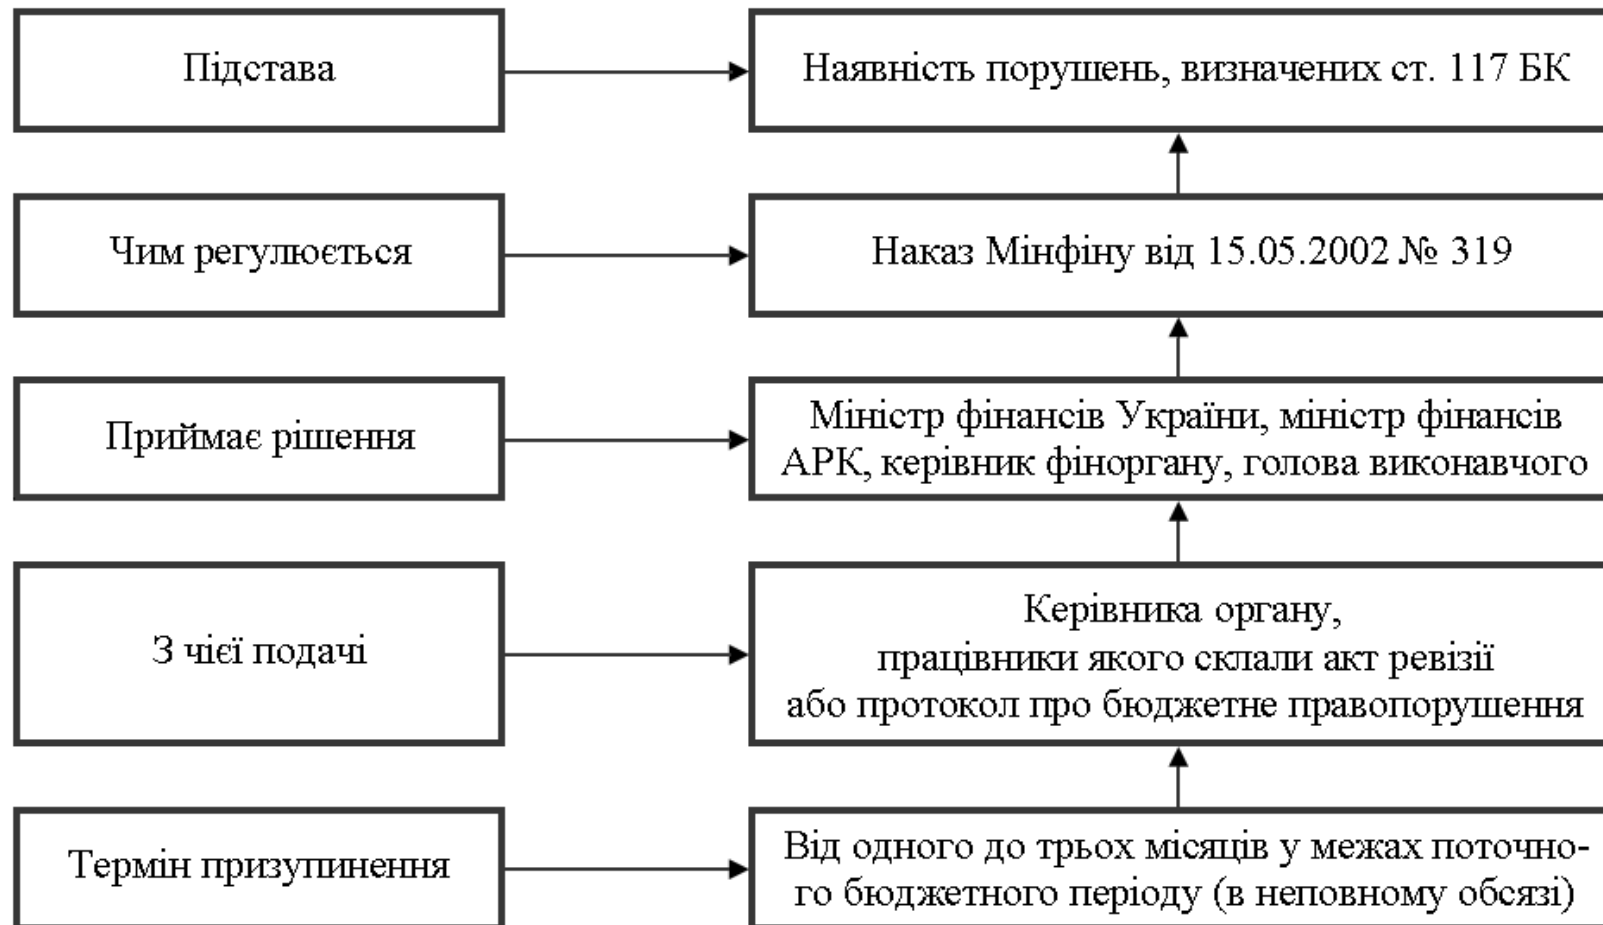 Підстава
Наявність порушень, визначених ст. 117 БК
Чим регулюється
Наказ Мінфіну від 15.05.2002 № 319
Приймає рішення
Міністр фінансів України, міністр фінансів
АРК, керівник фіноргану, голова виконавчого
З чієї подачі
Керівника органу,
працівники якого склали акт ревізії
або протокол про бюджетне правопорушення
Термін призупинення
Від одного до трьох місяців у межах поточно-
го бюджетного періоду (в неповному обсязі)